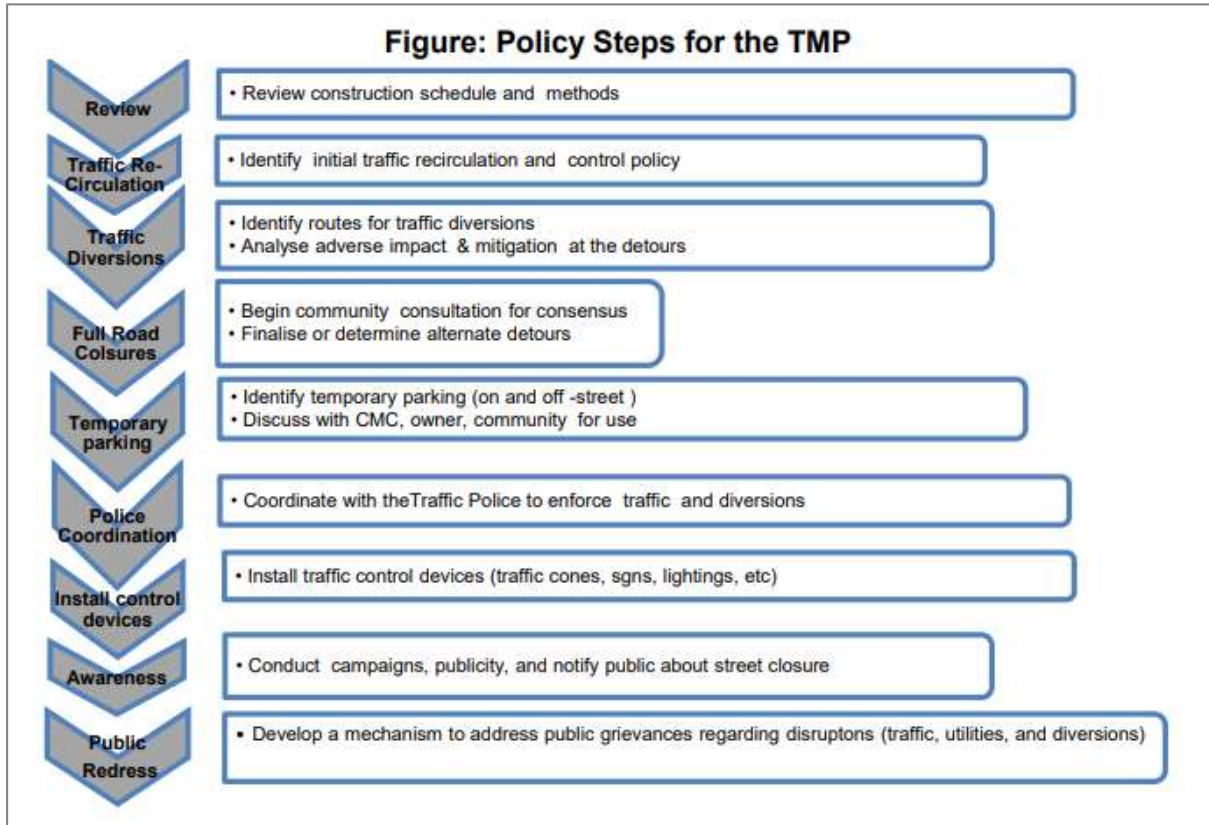 Figure: Policy Steps for the TMP
Review
• Review construction schedule and methods
Traffic Re-
Circulation
• Identify initial traffic recirculation and control policy
Traffic
Diversions
• Identify routes for traffic diversions
• Analyse adverse impact & mitigation at the detours
Full Road
Colsures
• Begin community consultation for consensus
• Finalise or determine alternate detours
Temporary
parking
• Identify temporary parking (on and off -street )
• Discuss with CMC, owner, community for use
Police
Coordination
• Coordinate with theTraffic Police to enforce traffic and diversions
Install control
devices
• Install traffic control devices (traffic cones, sgns, lightings, etc)
Awareness
• Conduct campaigns, publicity, and notify public about street closure
Public
Redress
• Develop a mechanism to address public grievances regarding disruptons (traffic, utilities, and diversions)